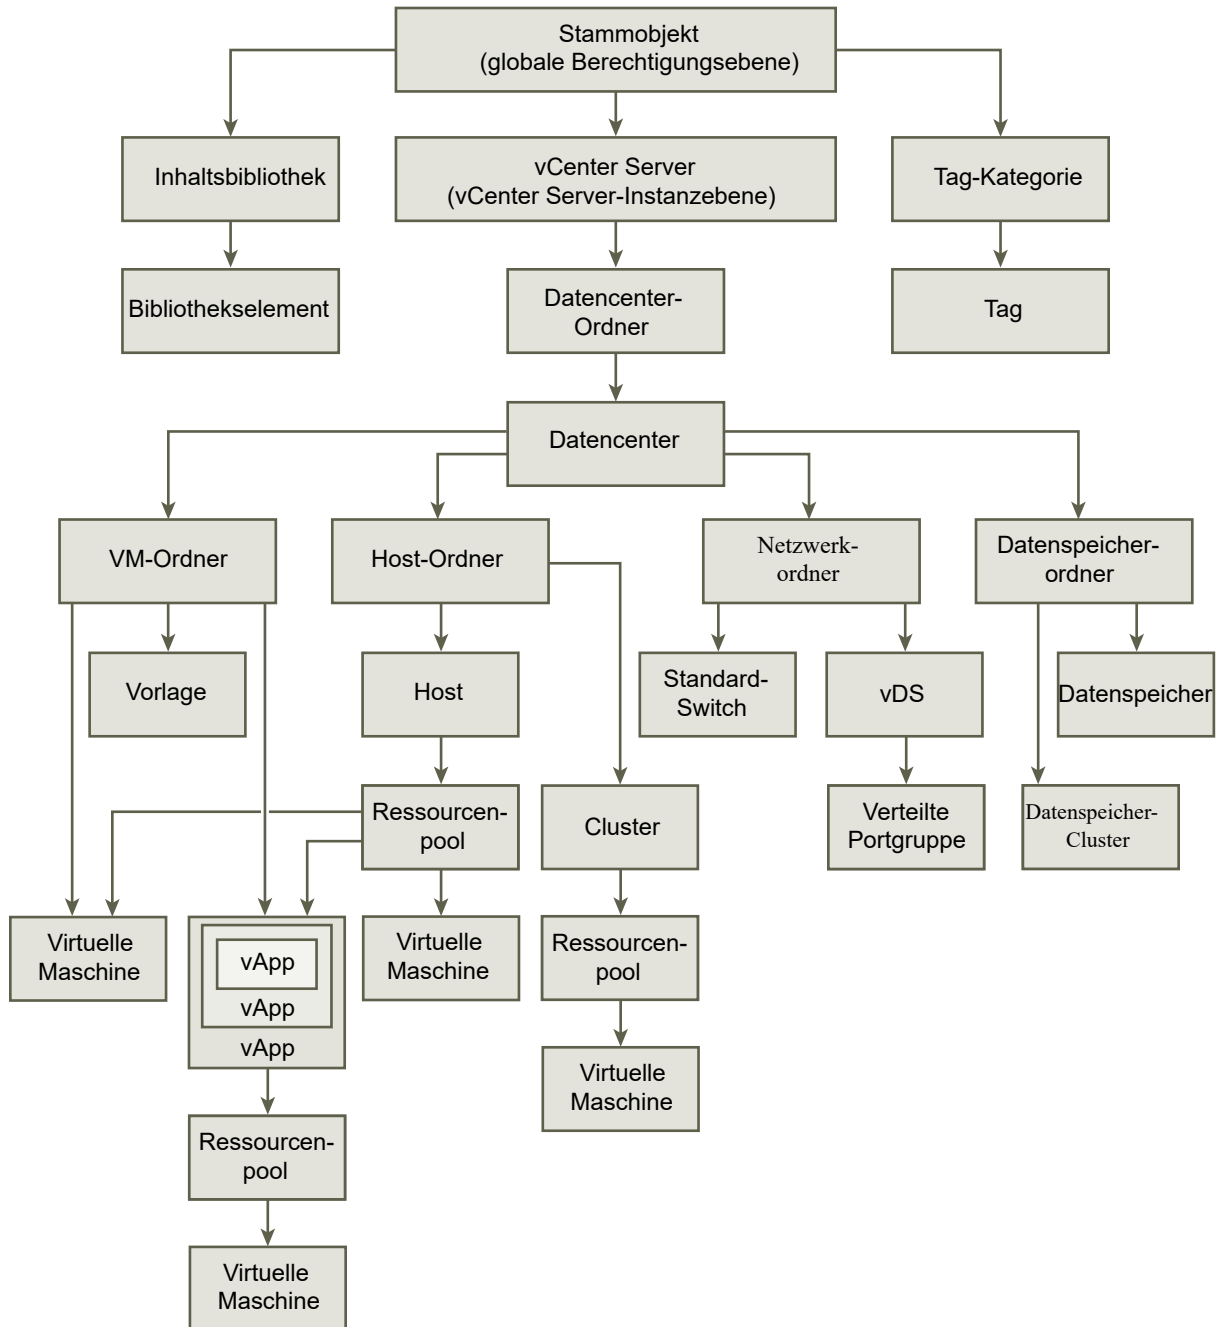 Stammobjekt
(globale Berechtigungsebene)
Inhaltsbibliothek
vCenter Server
(vCenter Server-Instanzebene)
Tag-Kategorie
Bibliothekselement
Datencenter-
Ordner
Tag
Datencenter
VM-Ordner
Host-Ordner
Netzwerk-
ordner
Datenspeicher-
ordner
Vorlage
Host
Standard-
Switch
vDS
Datenspeicher
Ressourcen-
pool
Cluster
Verteilte
Portgruppe
Datenspeicher-
Cluster
Virtuelle
Maschine
vApp
vApp
vApp
Virtuelle
Maschine
Ressourcen-
pool
Virtuelle
Maschine
Ressourcen-
pool
Virtuelle
Maschine